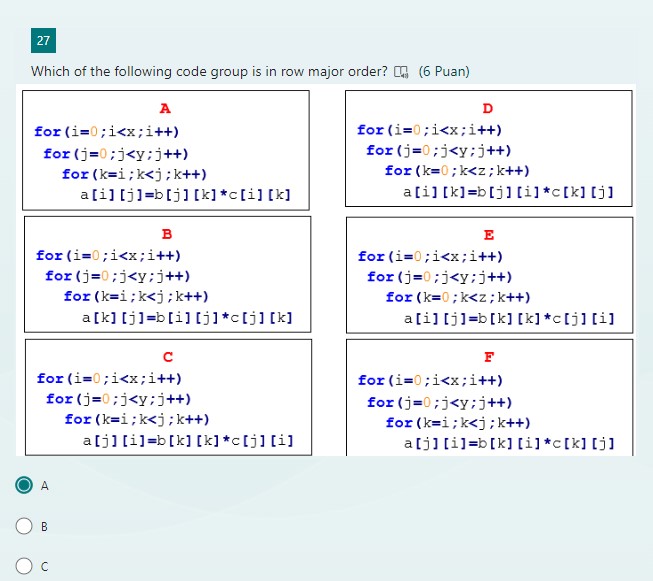 27
Which of the following code group is in row major order? (6 Puan)
A
for(i=0;i<x;i++)
for(j=0;j<y;j++)
for(k=i;k<j;k++)
a[i][j]=b[j][k]*c[i][k]
B
for(i=0;i<x;i++)
for(j=0;j<y;j++)
for(k=i;k<j;k++)
a[k][j]=b[i][j]*c[j][k]
C
for(i=0;i<x;i++)
for(j=0;j<y;j++)
for(k=i;k<j;k++)
a[j][i]=b[k][k]*c[j][i]
D
for(i=0;i<x;i++)
for(j=0;j<y;j++)
for(k=0;k<z;k++)
a[i][k]=b[j][i]*c[k][j]
E
for(i=0;i<x;i++)
for(j=0;j<y;j++)
for(k=0;k<z;k++)
a[i][j]=b[k][k]*c[j][i]
F
for(i=0;i<x;i++)
for(j=0;j<y;j++)
for(k=i;k<j;k++)
a[j][i]=b[k][i]*c[k][j]
A
B
C